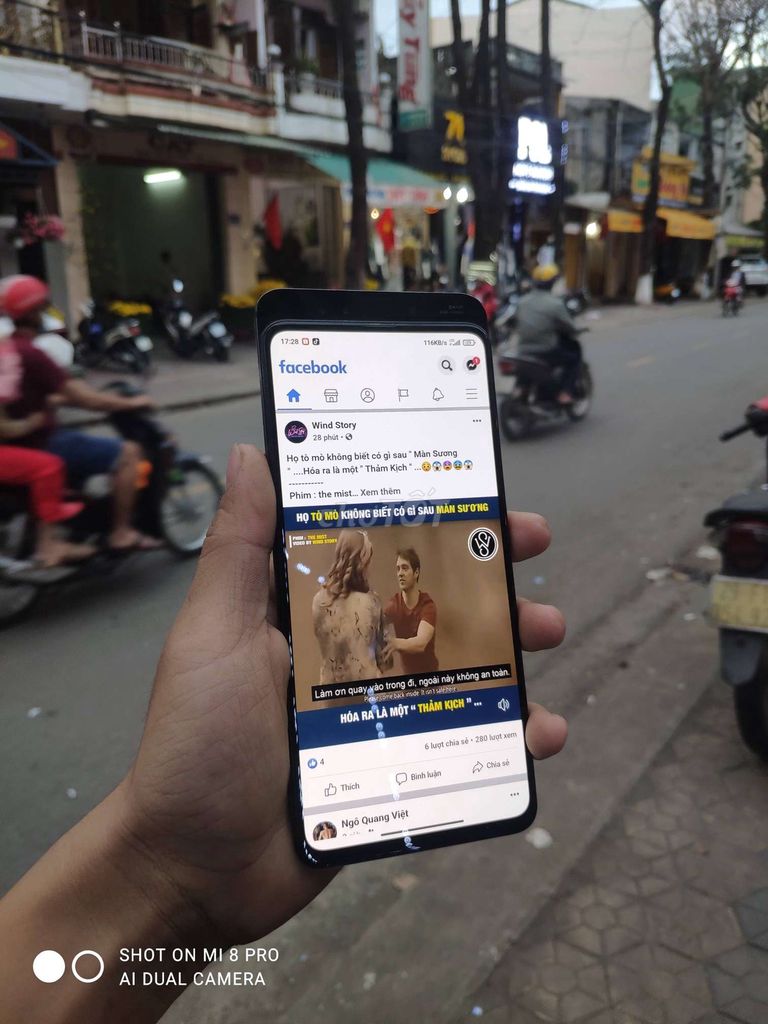 Ty Tùng
17:28
116KB/s
facebook
1
Wind Story
28 phút
Họ tò mò không biết có gì sau " Màn Sương
" ....Hóa ra là một " Thảm Kịch " ...
-----------
Phim : the mist... Xem thêm
CHỢ TỐT
HỌ TÒ MÒ KHÔNG BIẾT CÓ GÌ SAU MÀN SƯƠNG
PHIM : THE MIST
VIDEO BY WIND STORY
Làm ơn quay vào trong đi, ngoài này không an toàn.
Please come back inside. It isn't safe here.
HÓA RA LÀ MỘT " THẢM KỊCH " ...
4
6 lượt chia sẻ • 280 lượt xem
Thích
Bình luận
Chia sẻ
Ngô Quang Việt
SHOT ON MI 8 PRO
AI DUAL CAMERA